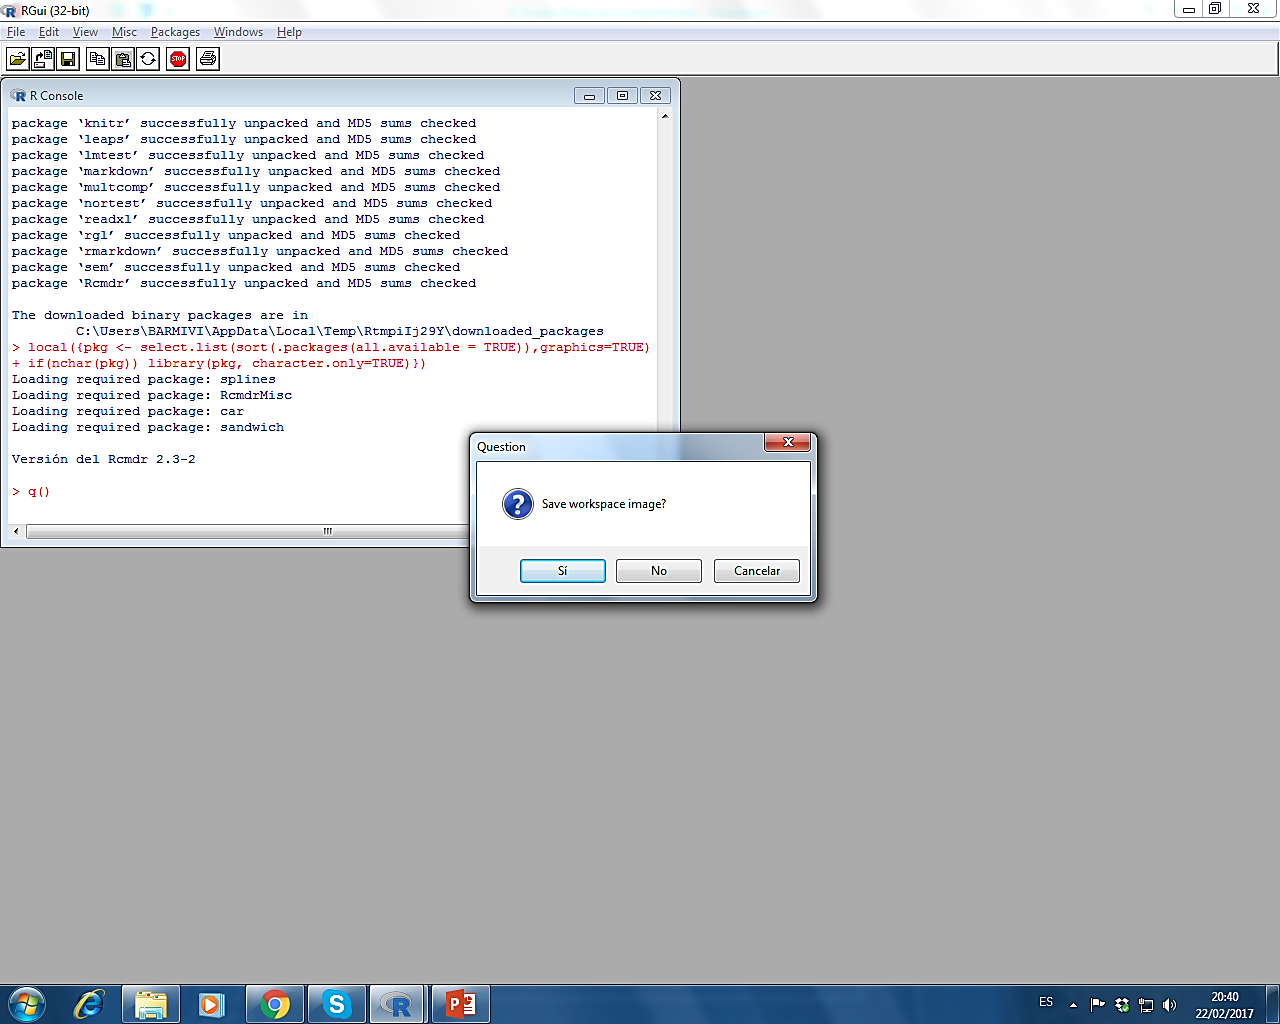 RGui (32-bit)
File Edit View Misc Packages Windows Help
STOP
R Console
package ‘knitr’ successfully unpacked and MD5 sums checked
package ‘leaps’ successfully unpacked and MD5 sums checked
package ‘lmtest’ successfully unpacked and MD5 sums checked
package ‘markdown’ successfully unpacked and MD5 sums checked
package ‘multcomp’ successfully unpacked and MD5 sums checked
package ‘nortest’ successfully unpacked and MD5 sums checked
package ‘readxl’ successfully unpacked and MD5 sums checked
package ‘rgl’ successfully unpacked and MD5 sums checked
package ‘rmarkdown’ successfully unpacked and MD5 sums checked
package ‘sem’ successfully unpacked and MD5 sums checked
package ‘Rcmdr’ successfully unpacked and MD5 sums checked
The downloaded binary packages are in
C:\Users\BARMIVI\AppData\Local\Temp\RtmpiIj29Y\downloaded_packages
> local({pkg <- select.list(sort(.packages(all.available = TRUE)),graphics=TRUE)
+ if(nchar(pkg)) library(pkg, character.only=TRUE)})
Loading required package: splines
Loading required package: RcmdrMisc
Loading required package: car
Loading required package: sandwich
Versión del Rcmdr 2.3-2
> q()
Question
Save workspace image?
Sí No Cancelar
ES
20:40
22/02/2017